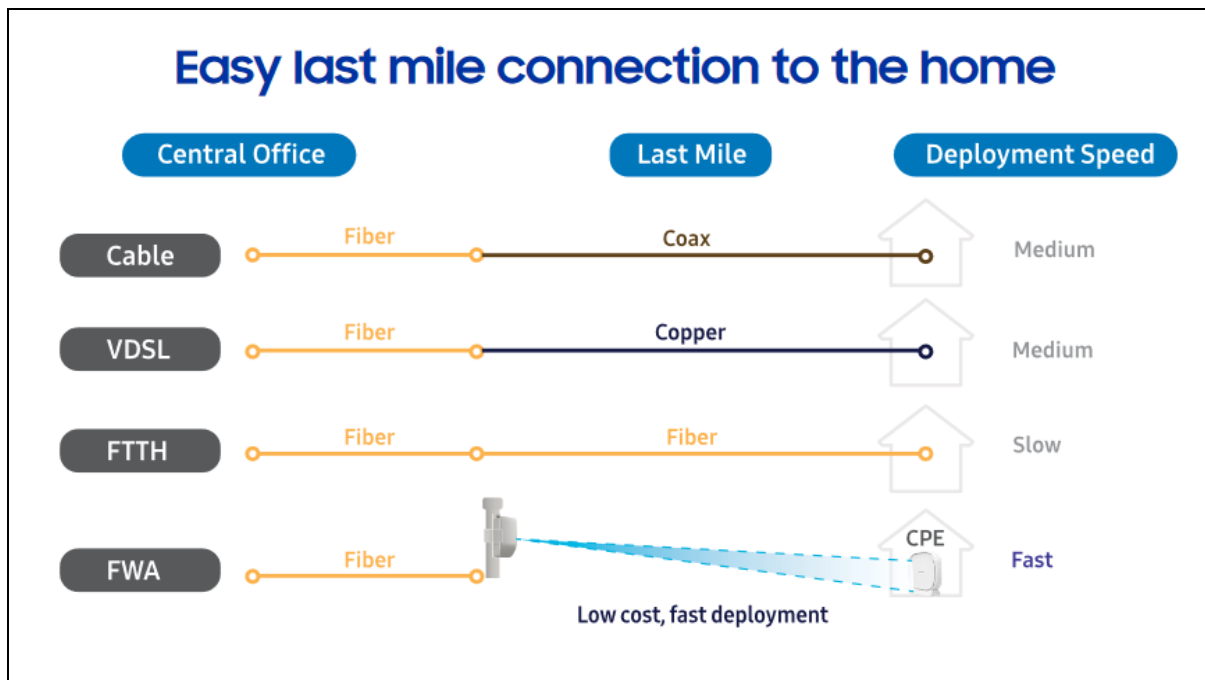 Easy last mile connection to the home
Central Office
Last Mile
Deployment Speed
Cable
Fiber
Coax
Medium
VDSL
Fiber
Copper
Medium
FTTH
Fiber
Fiber
Slow
FWA
Fiber
CPE
Fast
Low cost, fast deployment